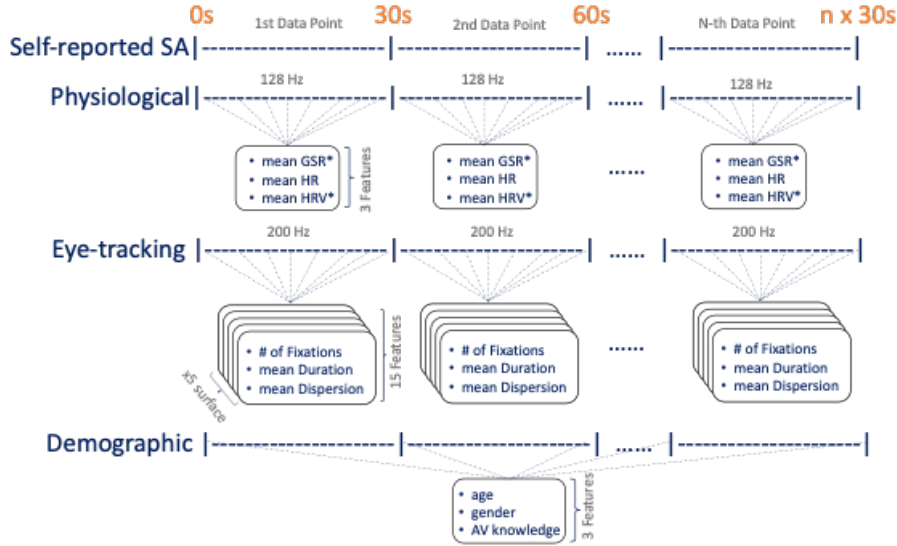 0s 30s 60s n x 30s
1st Data Point 2nd Data Point N-th Data Point
Self-reported SA ......
128 Hz 128 Hz 128 Hz
Physiological ......
• mean GSR* • mean GSR* • mean GSR*
• mean HR • mean HR ...... • mean HR
• mean HRV* • mean HRV* • mean HRV*
3 Features
200 Hz 200 Hz 200 Hz
Eye-tracking ......
• # of Fixations • # of Fixations • # of Fixations
• mean Duration • mean Duration ...... • mean Duration
• mean Dispersion • mean Dispersion • mean Dispersion
15 Features
x5 surface
Demographic ......
• age
• gender
• AV knowledge
3 Features